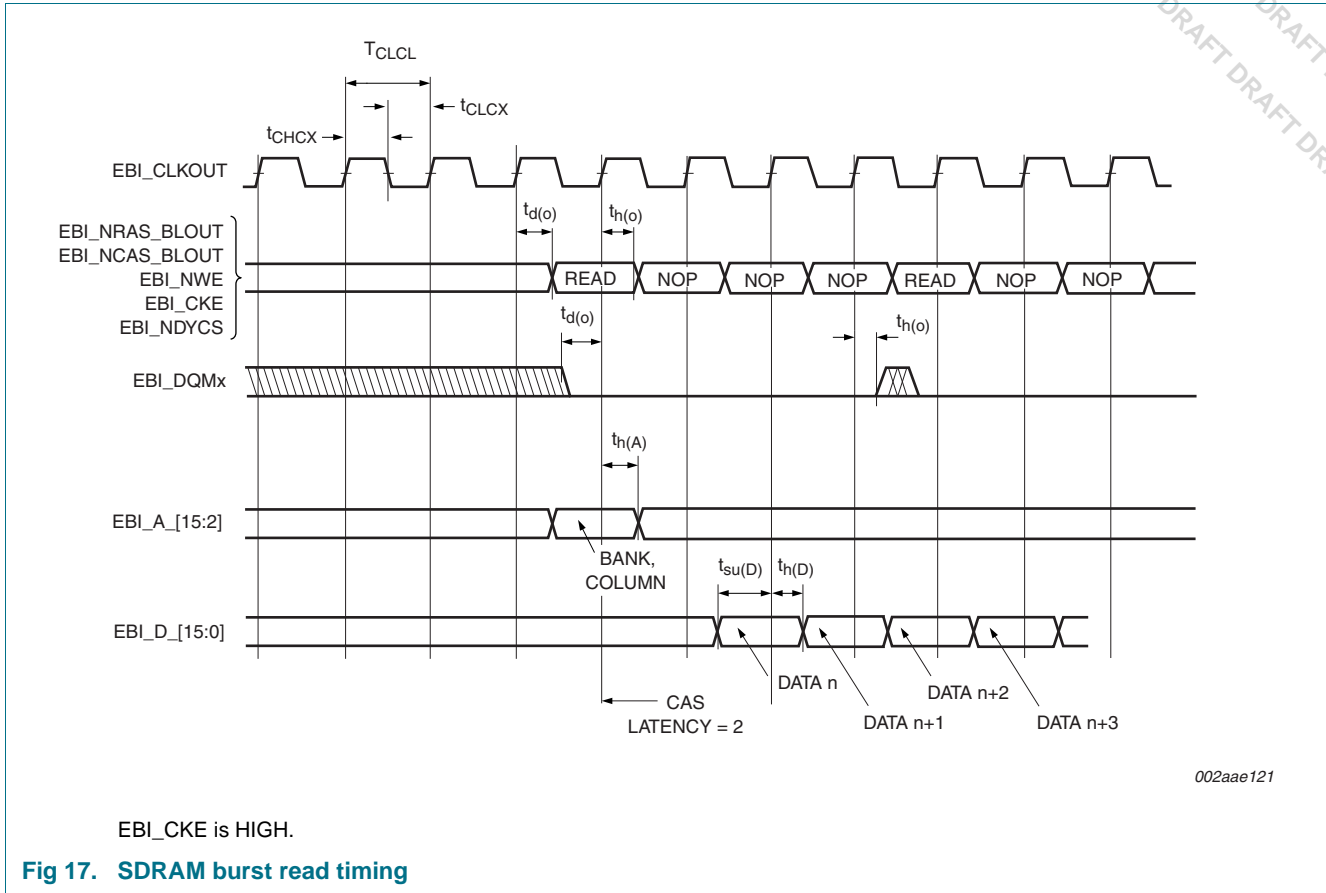 DRAFT DRAFT DR
DRAFT
T_CLCL
t_CLCX
t_CHCX
EBI_CLKOUT
t_d(o)
t_h(o)
EBI_NRAS_BLOUT
EBI_NCAS_BLOUT
EBI_NWE
EBI_CKE
EBI_NDYCS
READ NOP NOP NOP READ NOP NOP
t_d(o)
t_h(o)
EBI_DQMx
t_h(A)
EBI_A_[15:2]
BANK,
COLUMN
t_su(D)
t_h(D)
EBI_D_[15:0]
DATA n
DATA n+1
DATA n+2
DATA n+3
CAS
LATENCY = 2
002aae121
EBI_CKE is HIGH.
Fig 17. SDRAM burst read timing